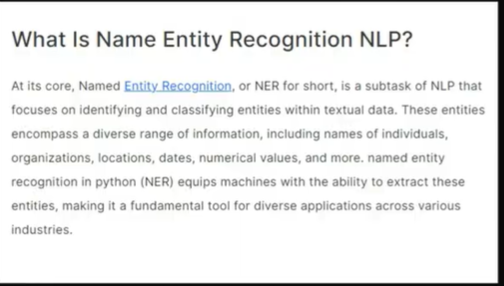 What Is Name Entity Recognition NLP?
At its core, Named Entity Recognition, or NER for short, is a subtask of NLP that
focuses on identifying and classifying entities within textual data. These entities
encompass a diverse range of information, including names of individuals,
organizations, locations, dates, numerical values, and more. named entity
recognition in python (NER) equips machines with the ability to extract these
entities, making it a fundamental tool for diverse applications across various
industries.